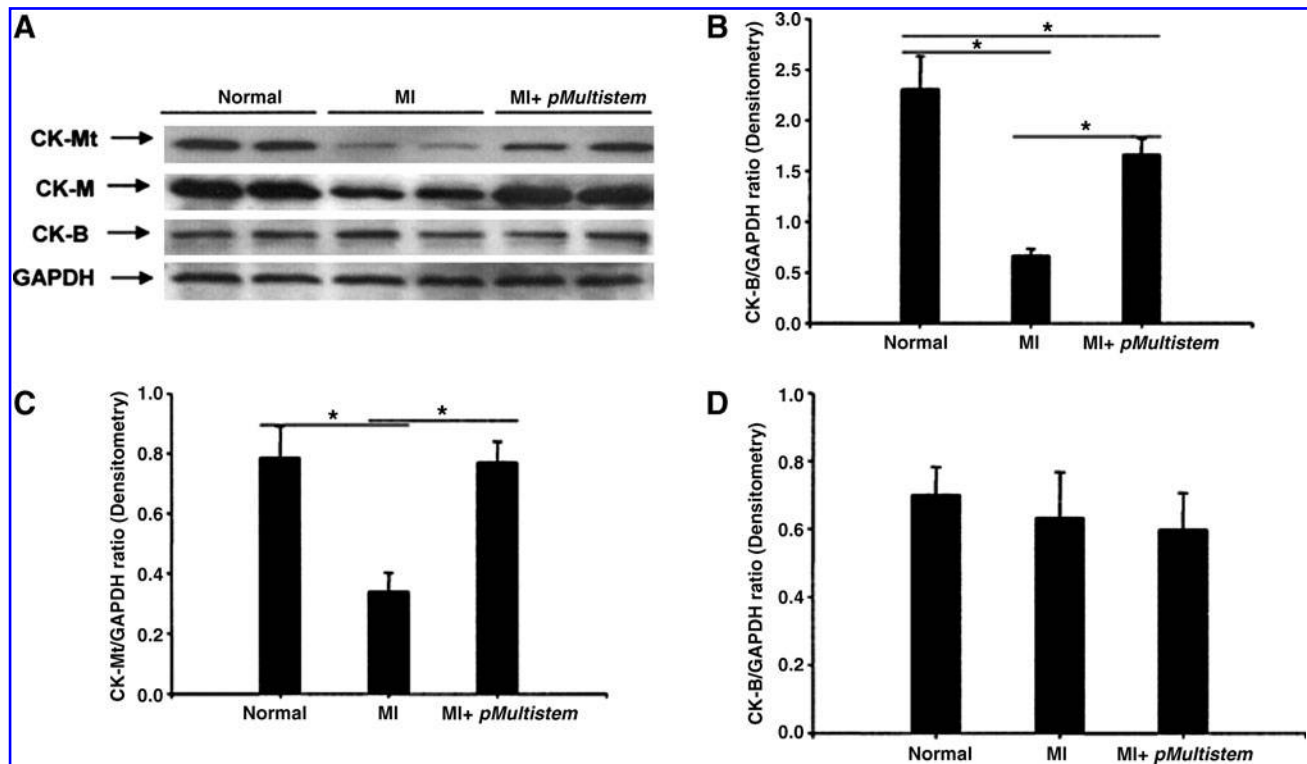 A
Normal MI MI+ pMultistem
CK-Mt
CK-M
CK-B
GAPDH
B
CK-B/GAPDH ratio (Densitometry)
3.0
2.5
2.0
1.5
1.0
0.5
0.0
*
*
*
Normal MI MI+ pMultistem
C
CK-Mt/GAPDH ratio (Densitometry)
1.0
0.8
0.6
0.4
0.2
0.0
* *
Normal MI MI+ pMultistem
D
CK-B/GAPDH ratio (Densitometry)
1.0
0.8
0.6
0.4
0.2
0.0
Normal MI MI+ pMultistem